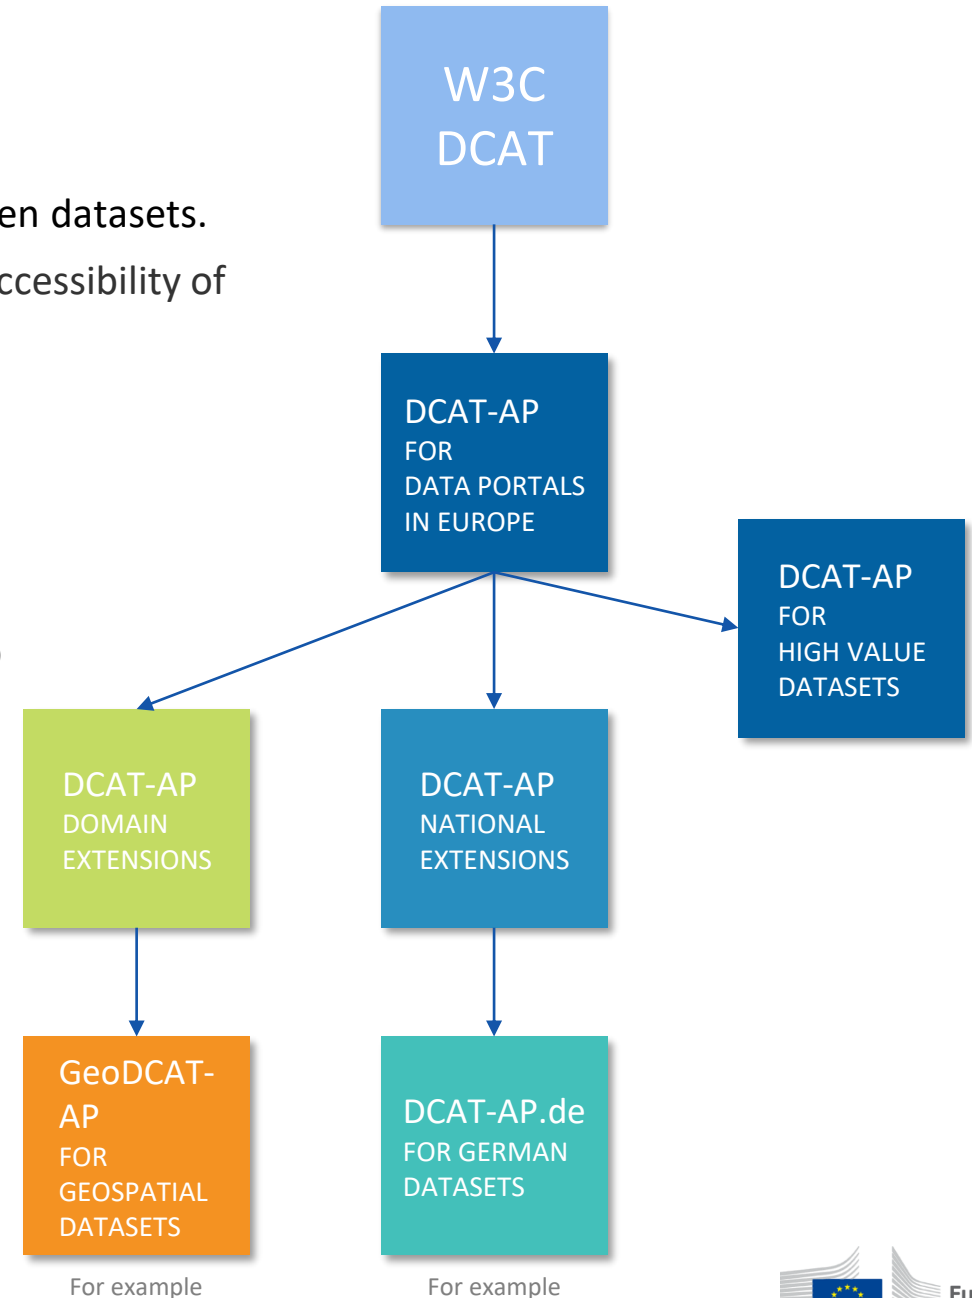 W3C
DCAT
en datasets.
ccessibility of
DCAT-AP
FOR
DATA PORTALS
IN EUROPE
DCAT-AP
FOR
HIGH VALUE
DATASETS
)
DCAT-AP
DOMAIN
EXTENSIONS
DCAT-AP
NATIONAL
EXTENSIONS
GeoDCAT-
AP
FOR
GEOSPATIAL
DATASETS
DCAT-AP.de
FOR GERMAN
DATASETS
For example
For example
Eu